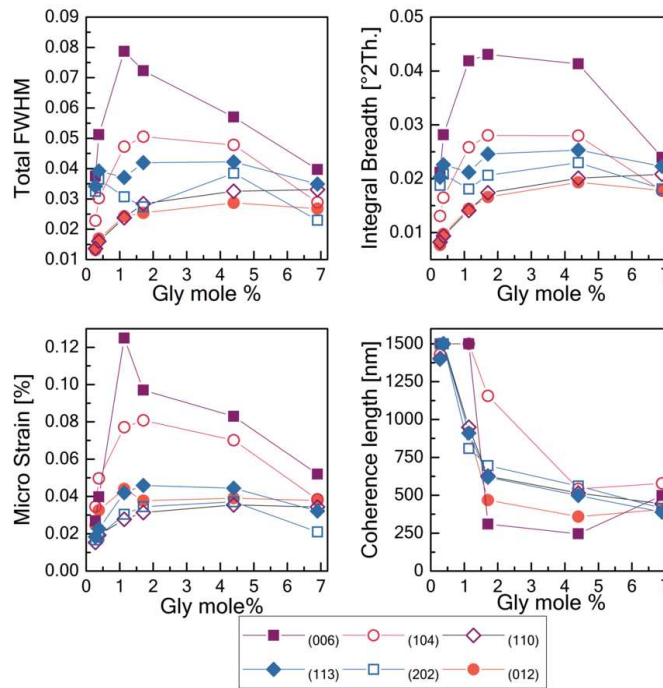 0.09
0.08
0.07
0.06
0.05
0.04
0.03
0.02
0.01
Total FWHM
0 1 2 3 4 5 6 7
Gly mole %
0.05
0.04
0.03
0.02
0.01
Integral Breadth [°2Th.]
0 1 2 3 4 5 6 7
Gly mole %
0.12
0.10
0.08
0.06
0.04
0.02
0.00
Micro Strain [%]
0 1 2 3 4 5 6 7
Gly mole%
1500
1250
1000
750
500
250
0
Coherence length [nm]
0 1 2 3 4 5 6 7
Gly mole %
(006) (104) (110)
(113) (202) (012)